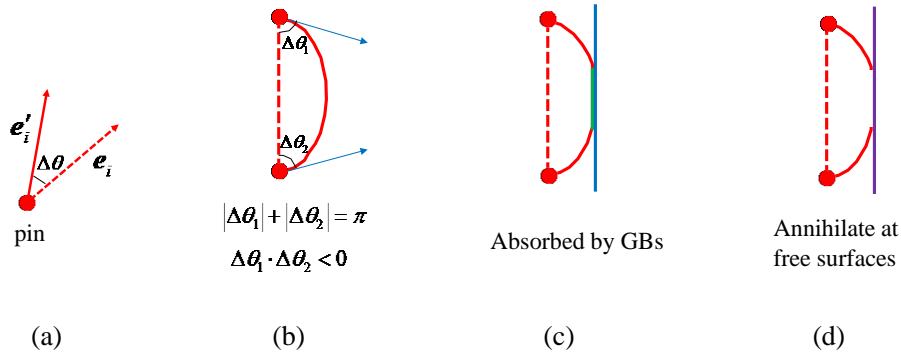 e′ᵢ
Δθ
eᵢ
pin
Δθ₁
Δθ₂
|Δθ₁|+|Δθ₂|=π
Δθ₁·Δθ₂<0
Absorbed by GBs
Annihilate at
free surfaces
(a)
(b)
(c)
(d)